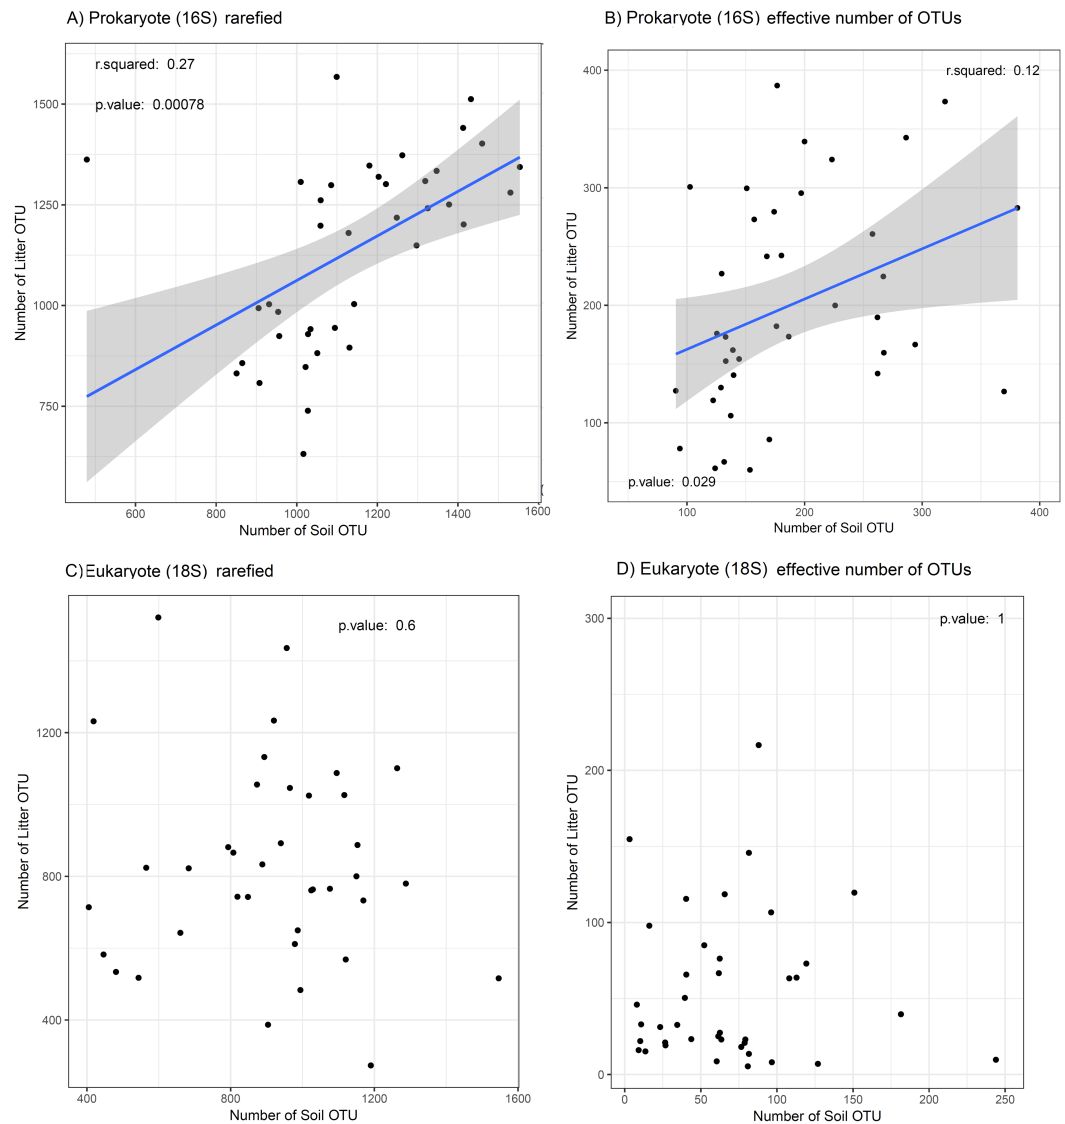 A) Prokaryote (16S) rarefied
r.squared: 0.27
p.value: 0.00078
1500
1250
1000
750
Number of Litter OTU
600 800 1000 1200 1400 1600
Number of Soil OTU
B) Prokaryote (16S) effective number of OTUs
r.squared: 0.12
400
300
200
100
Number of Litter OTU
p.value: 0.029
100 200 300 400
Number of Soil OTU
C) Eukaryote (18S) rarefied
p.value: 0.6
1200
800
400
Number of Litter OTU
400 800 1200 1600
Number of Soil OTU
D) Eukaryote (18S) effective number of OTUs
p.value: 1
300
200
100
0
Number of Litter OTU
0 50 100 150 200 250
Number of Soil OTU